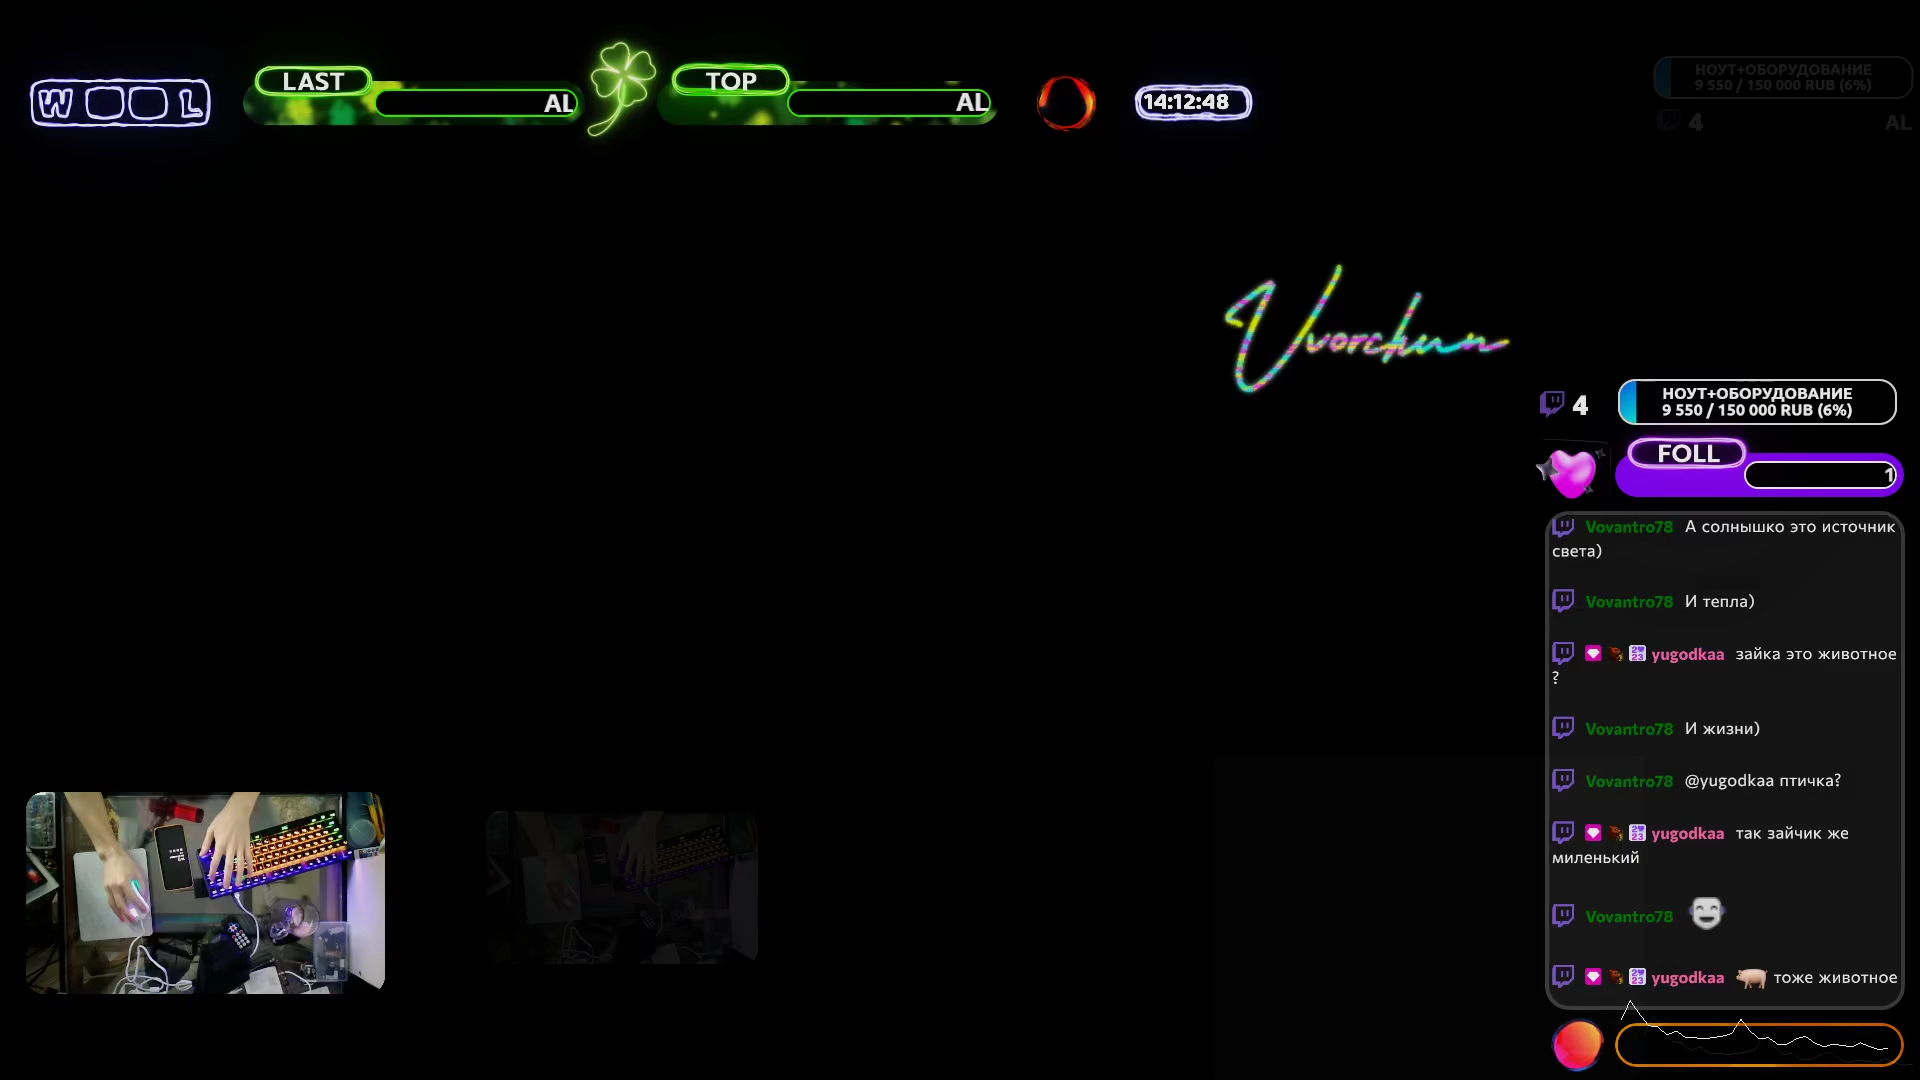 W O O L
LAST
AL
TOP
AL
14:12:48
НОУТ+ОБОРУДОВАНИЕ
9 550 / 150 000 RUB (6%)
4
AL
Vvorchun
4
НОУТ+ОБОРУДОВАНИЕ
9 550 / 150 000 RUB (6%)
FOLL
1
Vovantro78 А солнышко это источник
света)
Vovantro78 И тепла)
yugodkaa зайка это животное
?
Vovantro78 И жизни)
Vovantro78 @yugodkaa птичка?
yugodkaa так зайчик же
миленький
Vovantro78
yugodkaa тоже животное